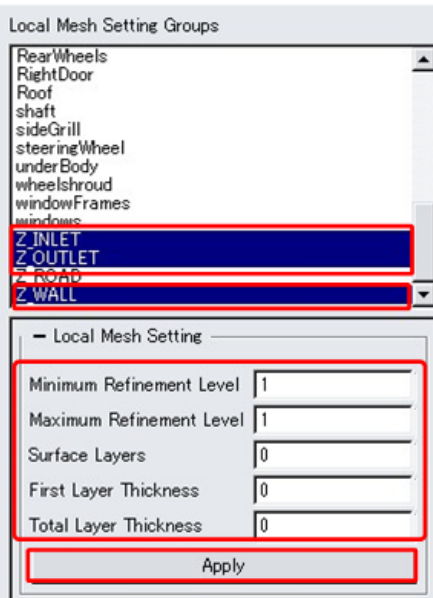 Local Mesh Setting Groups
RearWheels
RightDoor
Roof
shaft
sideGrill
steeringWheel
underBody
wheelshroud
windowFrames
windows
Z_INLET
Z_OUTLET
Z_ROAD
Z_WALL
Local Mesh Setting
Minimum Refinement Level 1
Maximum Refinement Level 1
Surface Layers 0
First Layer Thickness 0
Total Layer Thickness 0
Apply